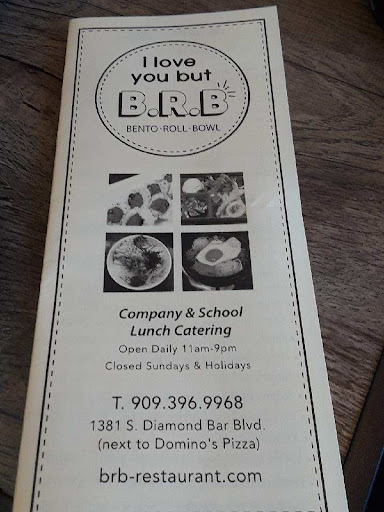 I love
you but
B.R.B
BENTO·ROLL·BOWL
Company & School
Lunch Catering
Open Daily 11am-9pm
Closed Sundays & Holidays
T. 909.396.9968
1381 S. Diamond Bar Blvd.
(next to Domino's Pizza)
brb-restaurant.com